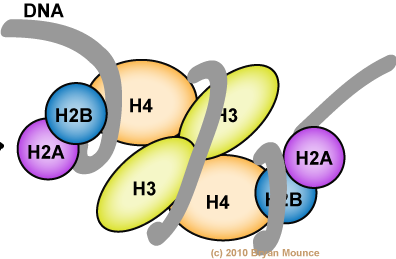 DNA
H4
H3
H2B
H2A
H2A
H3
H4
H2B
(c) 2010 Bryan Mounce